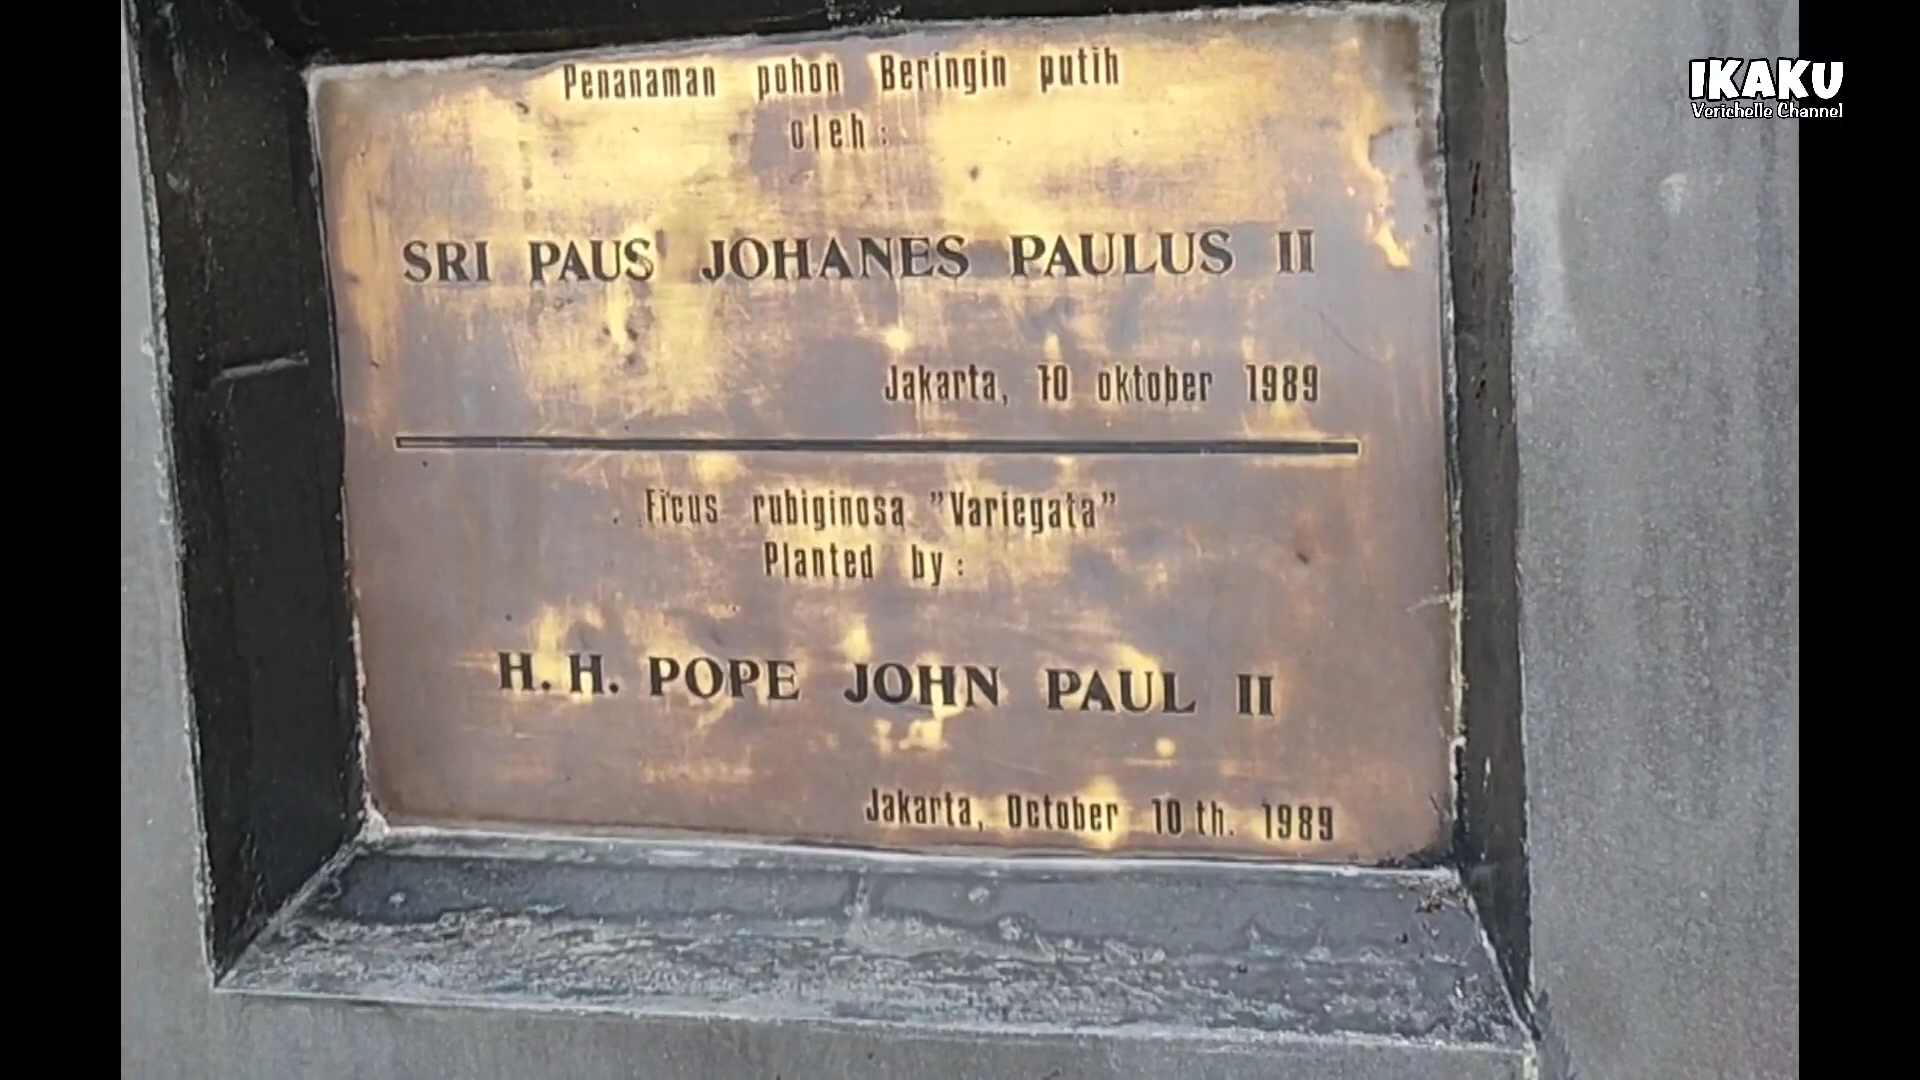 Penanaman pohon Beringin putih
oleh :
SRI PAUS JOHANES PAULUS II
Jakarta, 10 oktober 1989
Ficus rubiginosa "Variegata"
Planted by :
H. H. POPE JOHN PAUL II
Jakarta, October 10 th. 1989
IKAKU
Verichelle Channel